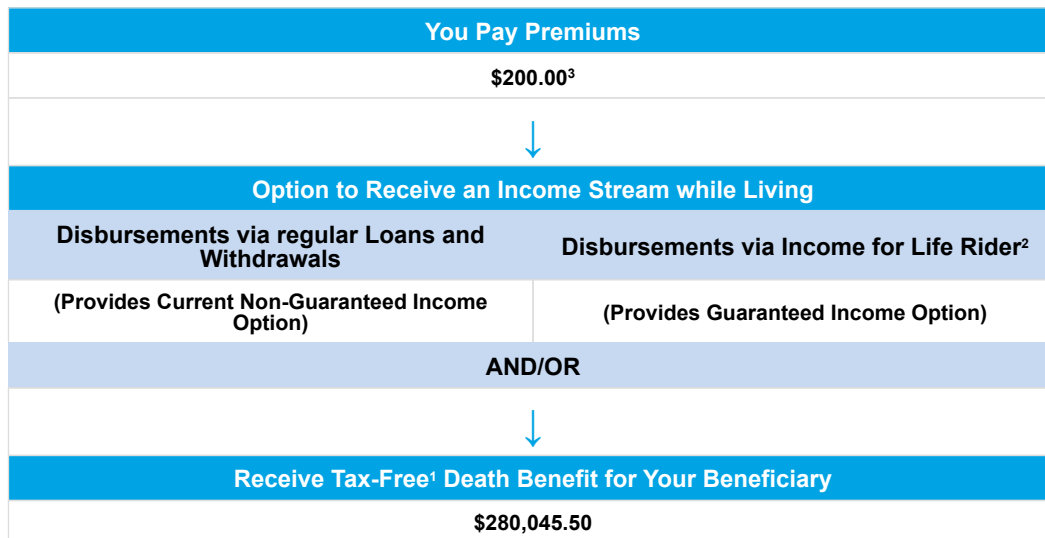 You Pay Premiums
$200.00³
↓
Option to Receive an Income Stream while Living
Disbursements via regular Loans and
Withdrawals
Disbursements via Income for Life Rider²
(Provides Current Non-Guaranteed Income
Option)
(Provides Guaranteed Income Option)
AND/OR
↓
Receive Tax-Free¹ Death Benefit for Your Beneficiary
$280,045.50